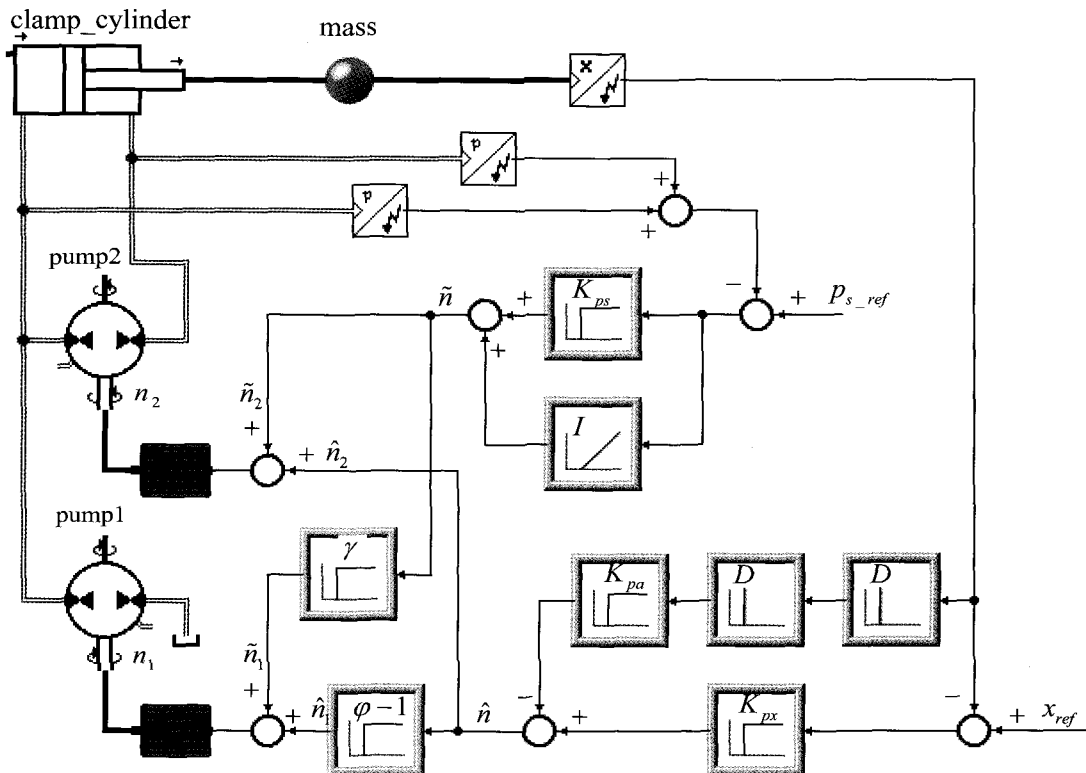 clamp_cylinder
mass
x
p
+
p
+
pump2
ñ
+
K_ps
−
+
p_s_ref
+
n₂
ñ₂
+
+ n̂₂
I
pump1
γ
K_pa
D
D
n₁
ñ₁
+
+
n̂₁
φ−1
n̂
−
+
K_px
−
+
x_ref